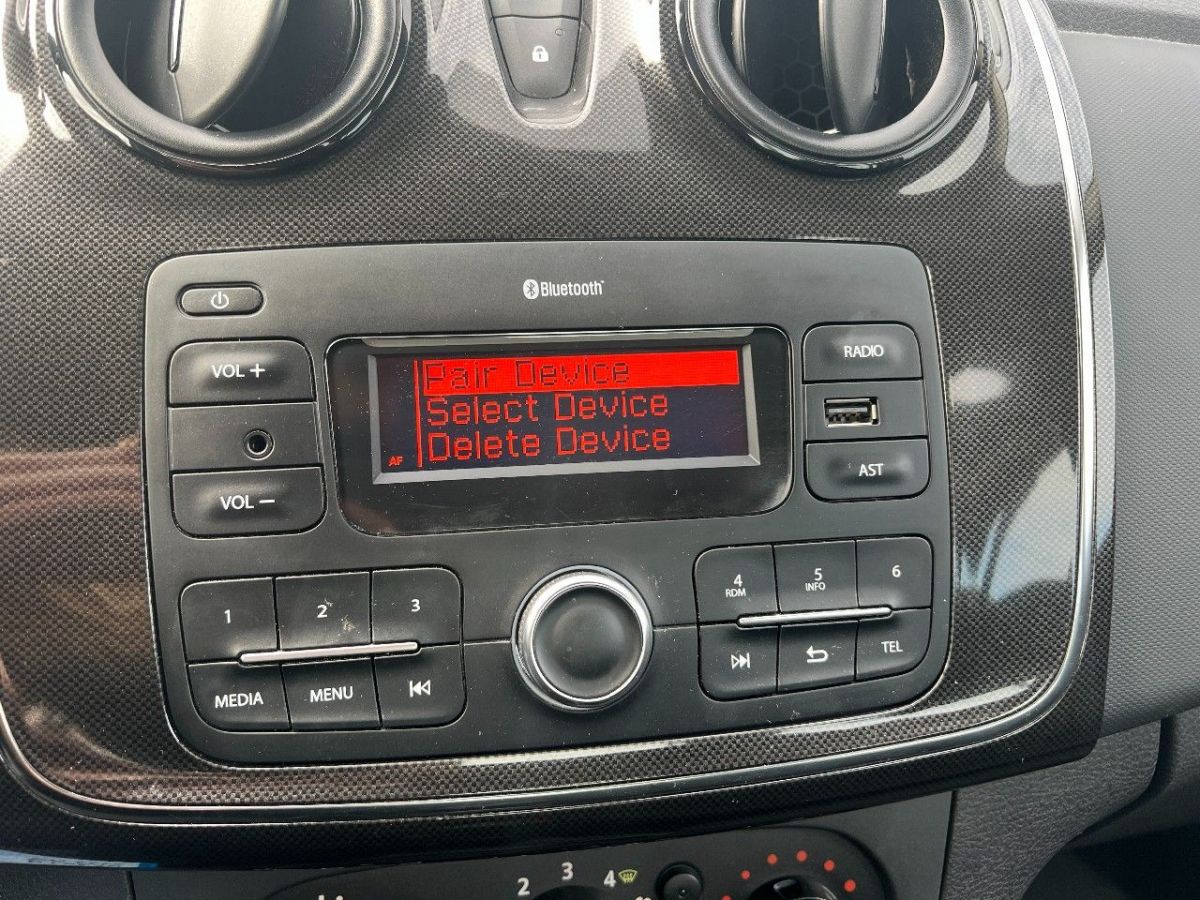 Bluetooth
VOL +
RADIO
Pair Device
Select Device
Delete Device
AF
VOL −
AST
1
2
3
4
RDM
5
INFO
6
MEDIA
MENU
TEL
2
3
4